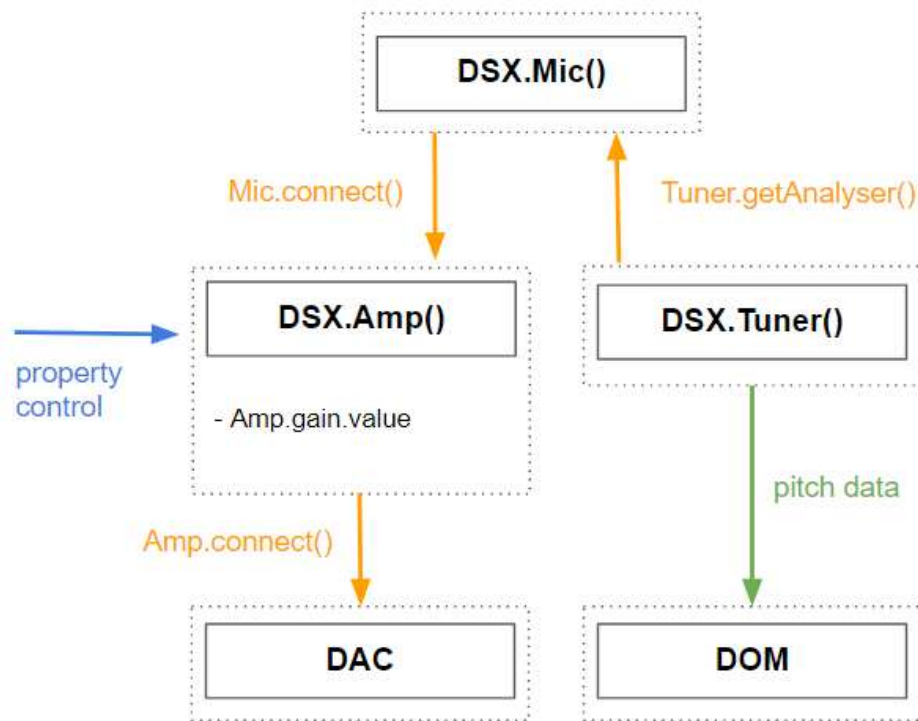 DSX.Mic()
Mic.connect()
Tuner.getAnalyser()
DSX.Amp()
DSX.Tuner()
property
control
- Amp.gain.value
pitch data
Amp.connect()
DAC
DOM